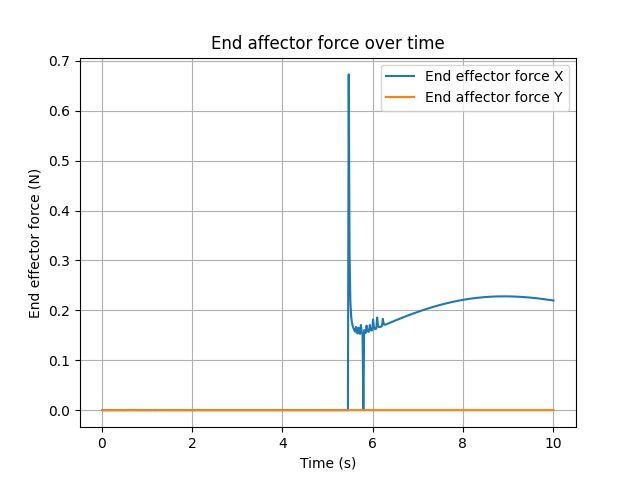 End affector force over time
End effector force X
End affector force Y
End effector force (N)
0.7
0.6
0.5
0.4
0.3
0.2
0.1
0.0
0 2 4 6 8 10
Time (s)